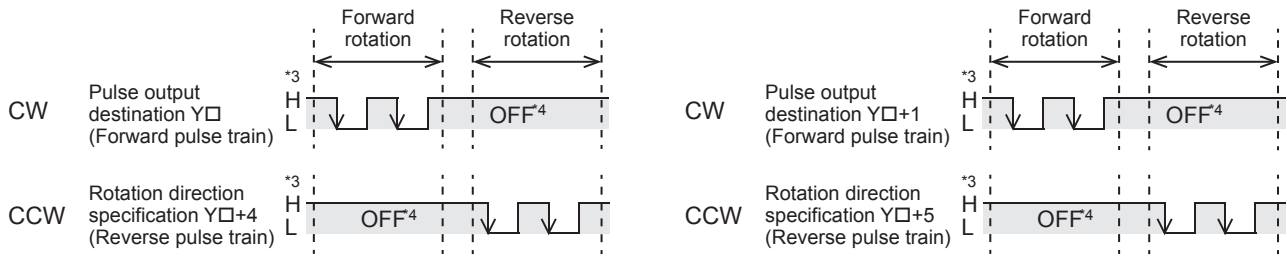 Forward
rotation
Reverse
rotation
*3
H
L
CW
Pulse output
destination Y□
(Forward pulse train)
OFF*4
*3
H
L
CCW
Rotation direction
specification Y□+4
(Reverse pulse train)
OFF*4
Forward
rotation
Reverse
rotation
*3
H
L
CW
Pulse output
destination Y□+1
(Forward pulse train)
OFF*4
*3
H
L
CCW
Rotation direction
specification Y□+5
(Reverse pulse train)
OFF*4